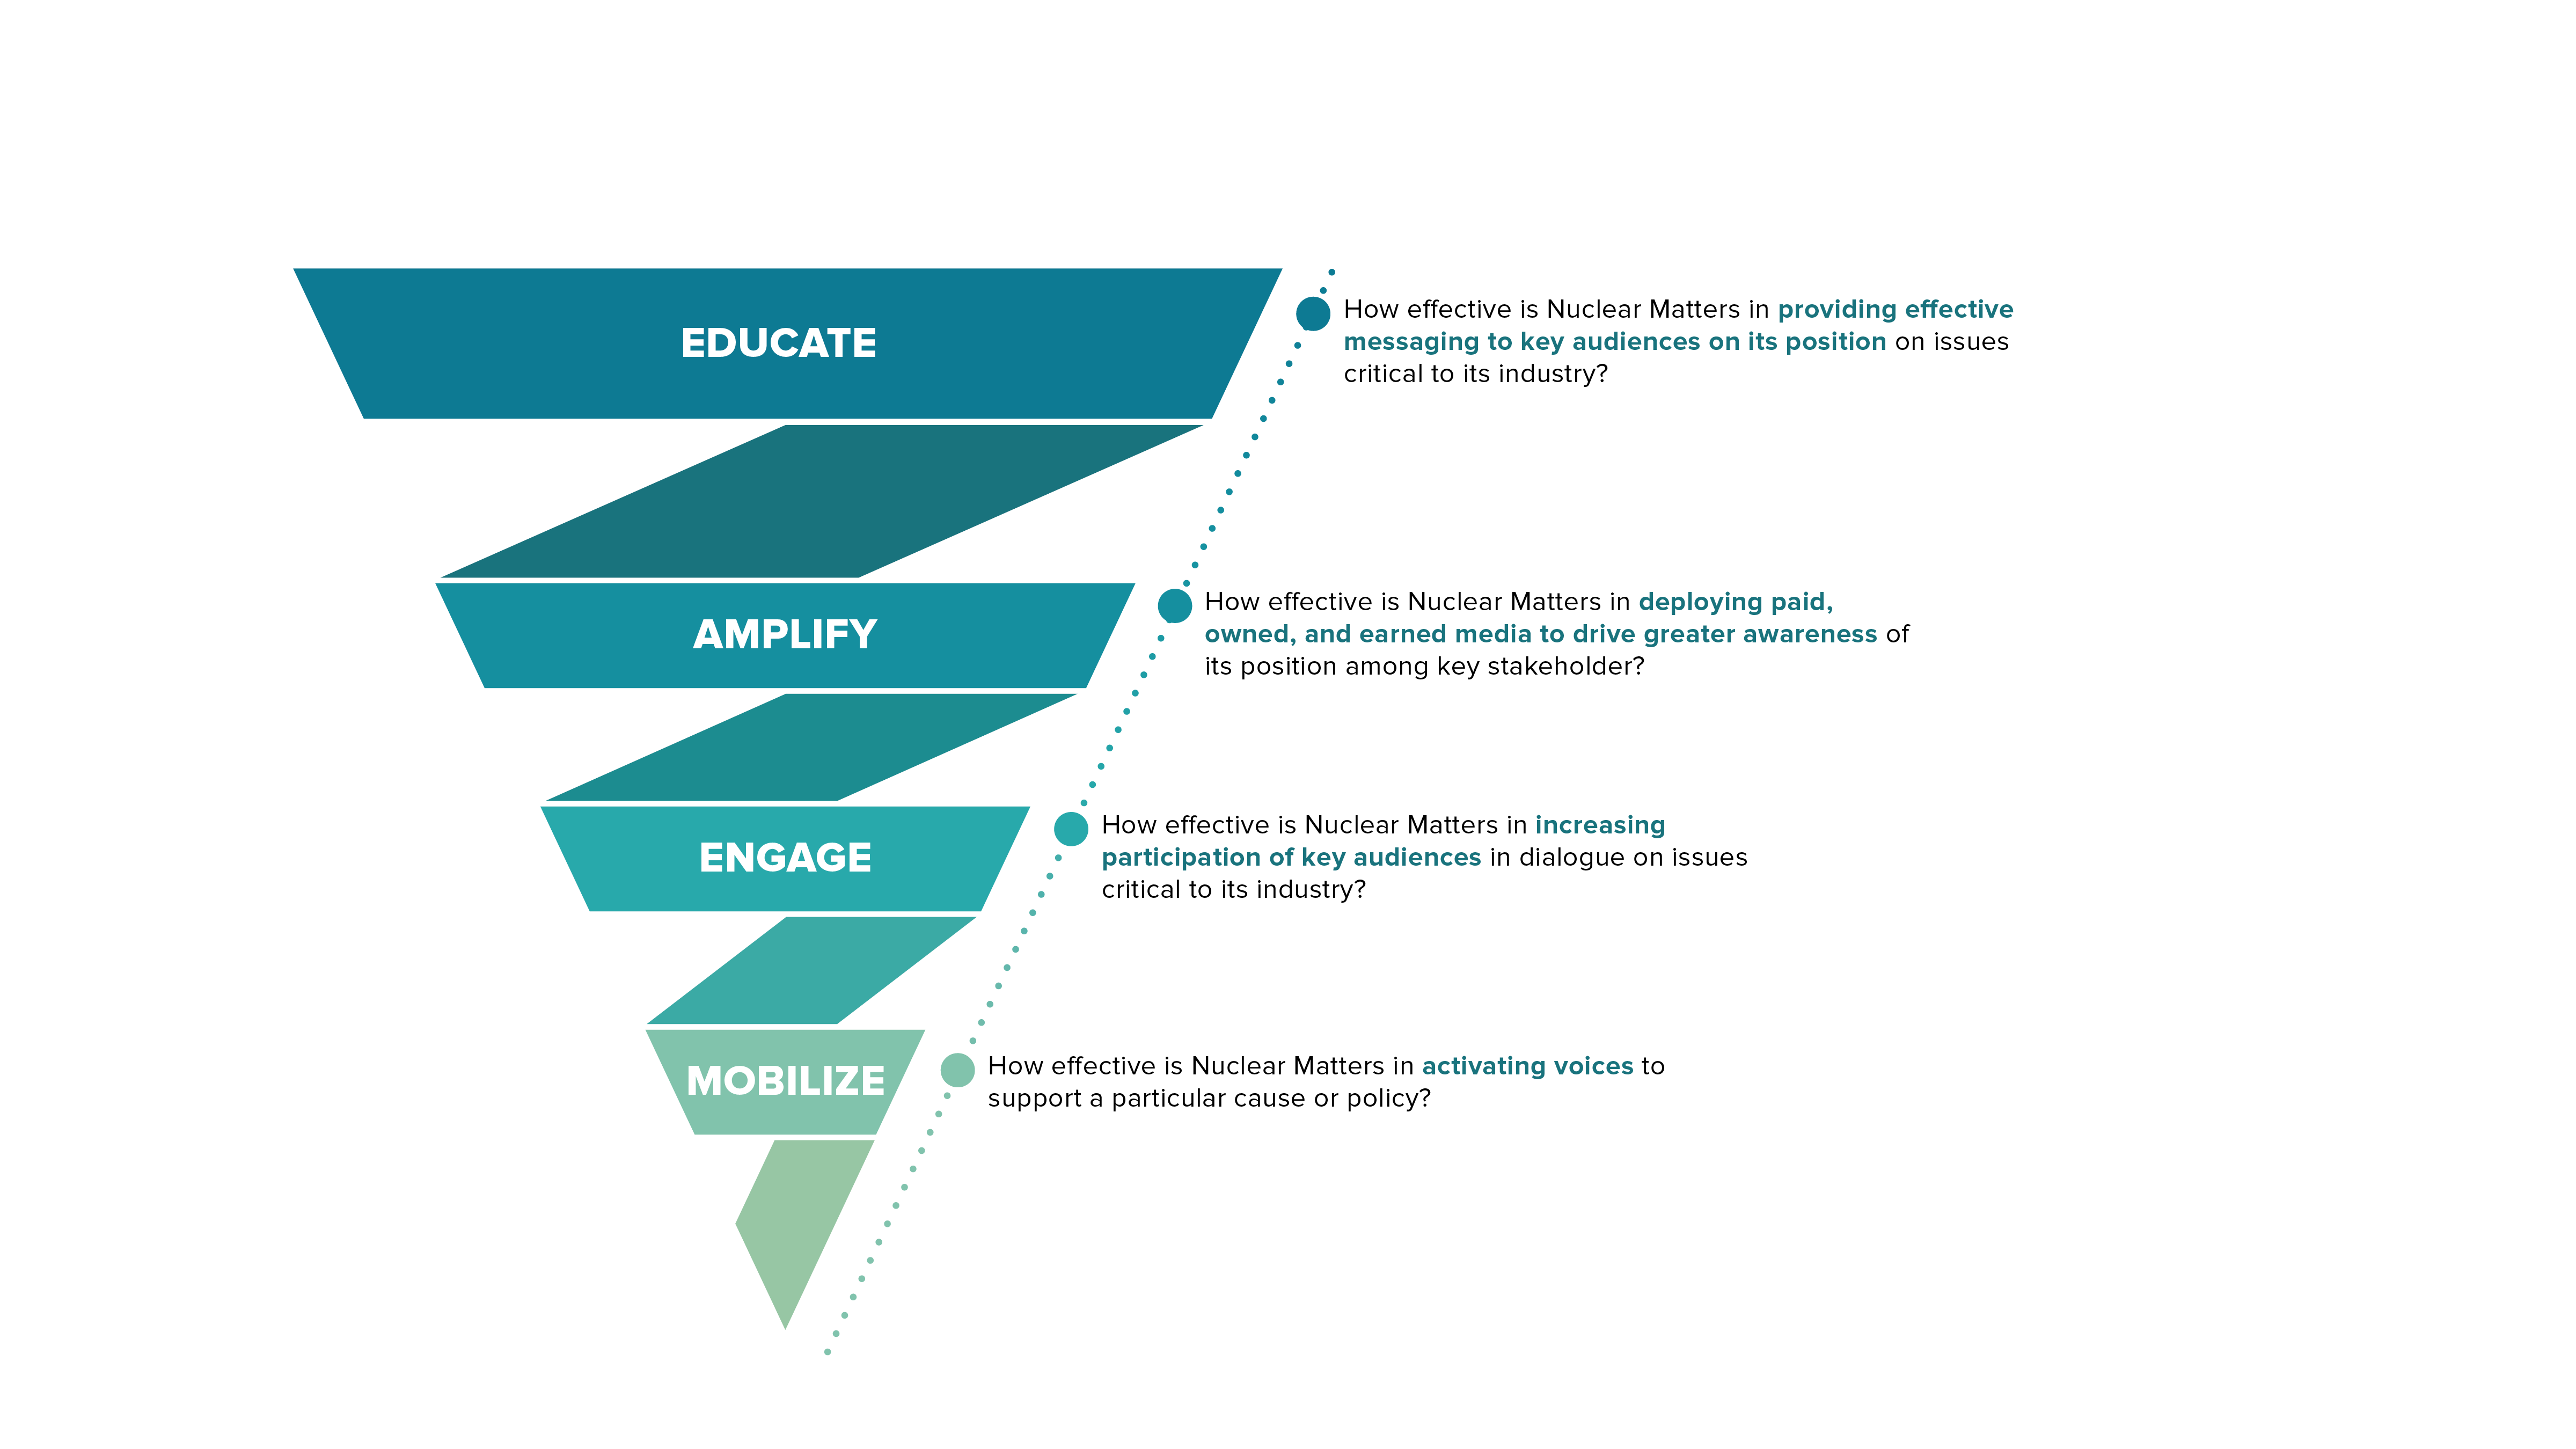 EDUCATE
How effective is Nuclear Matters in providing effective
messaging to key audiences on its position on issues
critical to its industry?
AMPLIFY
How effective is Nuclear Matters in deploying paid,
owned, and earned media to drive greater awareness of
its position among key stakeholder?
ENGAGE
How effective is Nuclear Matters in increasing
participation of key audiences in dialogue on issues
critical to its industry?
MOBILIZE
How effective is Nuclear Matters in activating voices to
support a particular cause or policy?